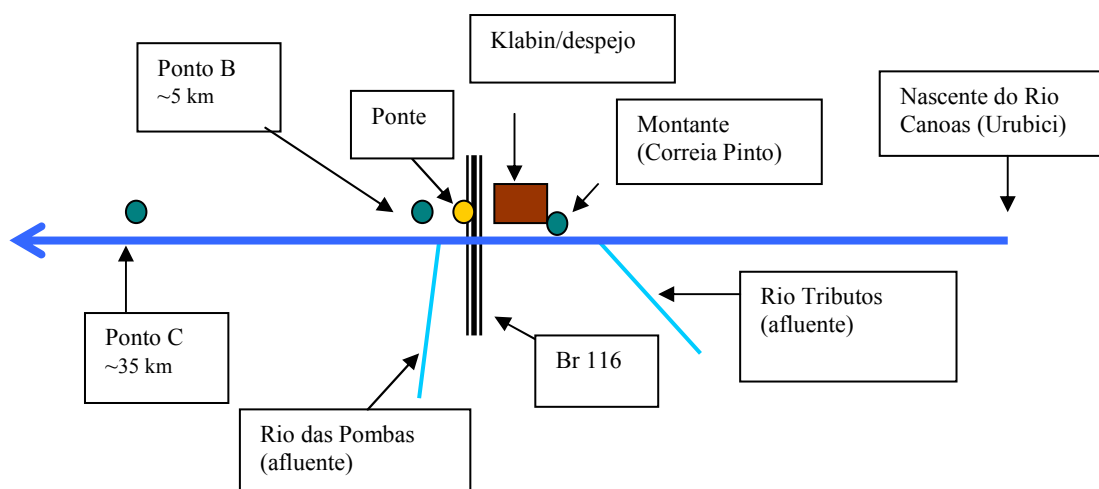 Klabin/despejo
Ponto B
~5 km
Ponte
Montante
(Correia Pinto)
Nascente do Rio
Canoas (Urubici)
Ponto C
~35 km
Rio das Pombas
(afluente)
Br 116
Rio Tributos
(afluente)